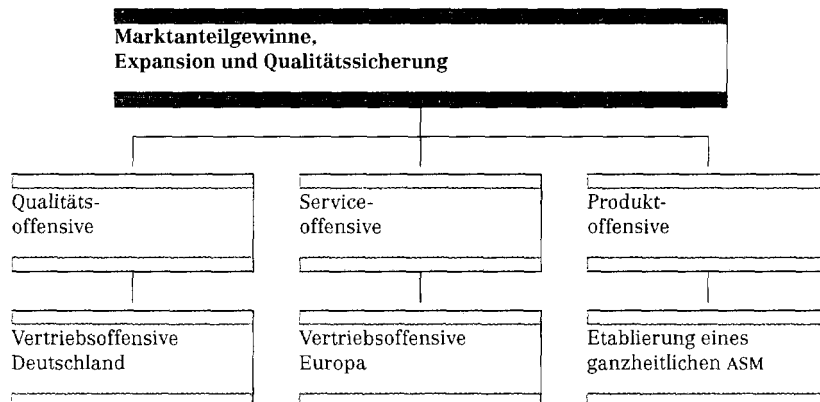 Marktanteilgewinne,
Expansion und Qualitätssicherung
Qualitäts-
offensive
Service-
offensive
Produkt-
offensive
Vertriebsoffensive
Deutschland
Vertriebsoffensive
Europa
Etablierung eines
ganzheitlichen ASM